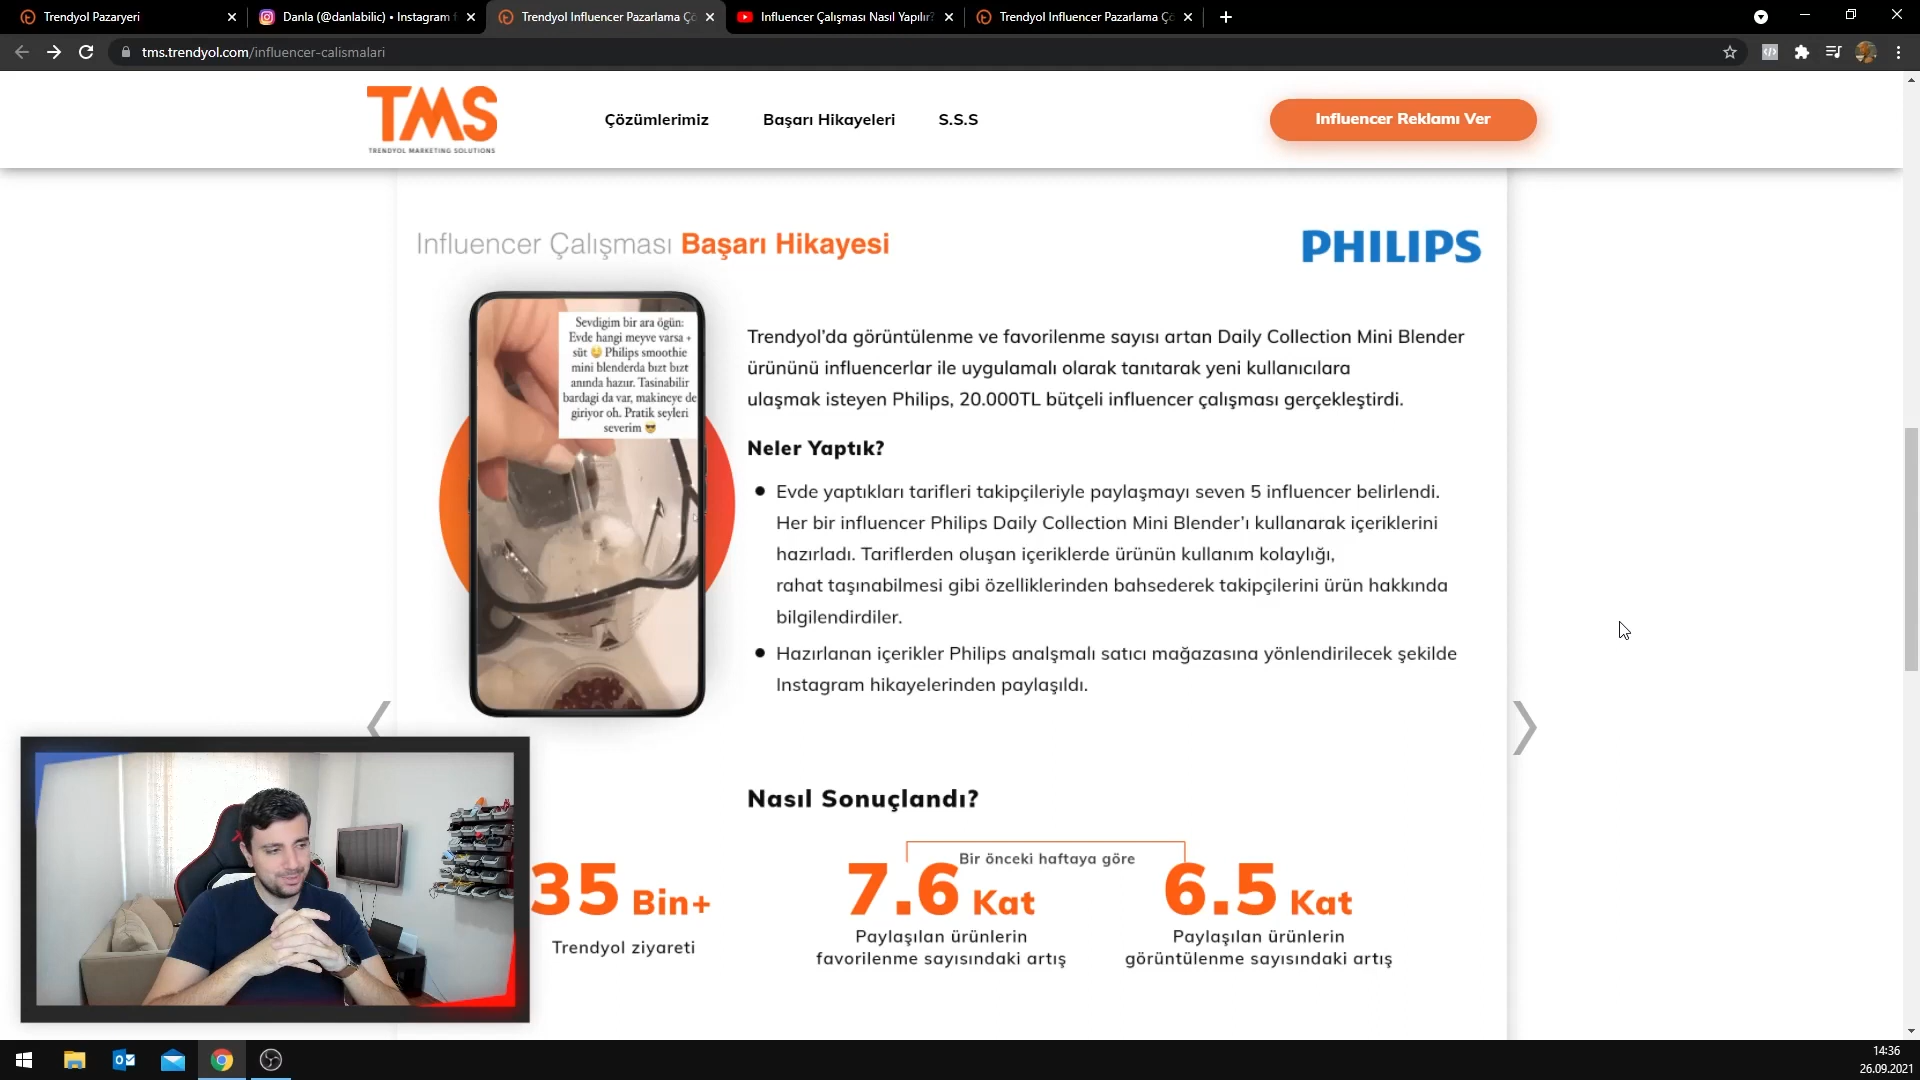 Trendyol Pazaryeri
Danla (@danlabilic) • Instagram f
Trendyol Influencer Pazarlama Çö
Influencer Çalışması Nasıl Yapılır?
Trendyol Influencer Pazarlama Çö
tms.trendyol.com/influencer-calismalari
TMS
TRENDYOL MARKETING SOLUTIONS
Çözümlerimiz
Başarı Hikayeleri
S.S.S
Influencer Reklamı Ver
Influencer Çalışması Başarı Hikayesi
PHILIPS
Sevdigim bir ara ögün:
Evde hangi meyve varsa +
süt 😋 Philips smoothie
mini blenderda bızt bızt
anında hazır. Tasinabilir
bardagi da var, makineye de
giriyor oh. Pratik seyleri
severim 😎
Trendyol'da görüntülenme ve favorilenme sayısı artan Daily Collection Mini Blender
ürününü influencerlar ile uygulamalı olarak tanıtarak yeni kullanıcılara
ulaşmak isteyen Philips, 20.000TL bütçeli influencer çalışması gerçekleştirdi.
Neler Yaptık?
● Evde yaptıkları tarifleri takipçileriyle paylaşmayı seven 5 influencer belirlendi.
Her bir influencer Philips Daily Collection Mini Blender'ı kullanarak içeriklerini
hazırladı. Tariflerden oluşan içeriklerde ürünün kullanım kolaylığı,
rahat taşınabilmesi gibi özelliklerinden bahsederek takipçilerini ürün hakkında
bilgilendirdiler.
● Hazırlanan içerikler Philips analşmalı satıcı mağazasına yönlendirilecek şekilde
Instagram hikayelerinden paylaşıldı.
Nasıl Sonuçlandı?
Bir önceki haftaya göre
35 Bin+
Trendyol ziyareti
7.6 Kat
Paylaşılan ürünlerin
favorilenme sayısındaki artış
6.5 Kat
Paylaşılan ürünlerin
görüntülenme sayısındaki artış
14:36
26.09.2021